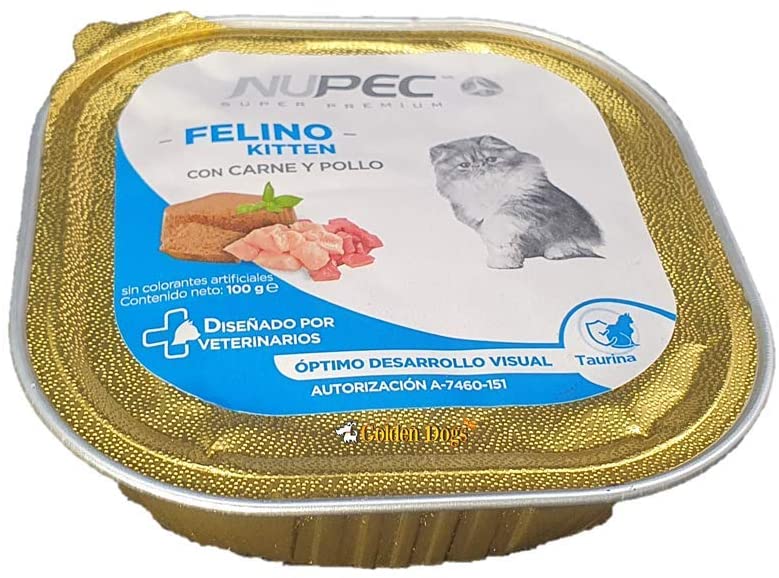 NUPEC™
SUPER PREMIUM
- FELINO -
KITTEN
CON CARNE Y POLLO
sin colorantes artificiales
Contenido neto: 100 g e
DISEÑADO POR
VETERINARIOS
Taurina
ÓPTIMO DESARROLLO VISUAL
AUTORIZACIÓN A-7460-151
Golden Dogs